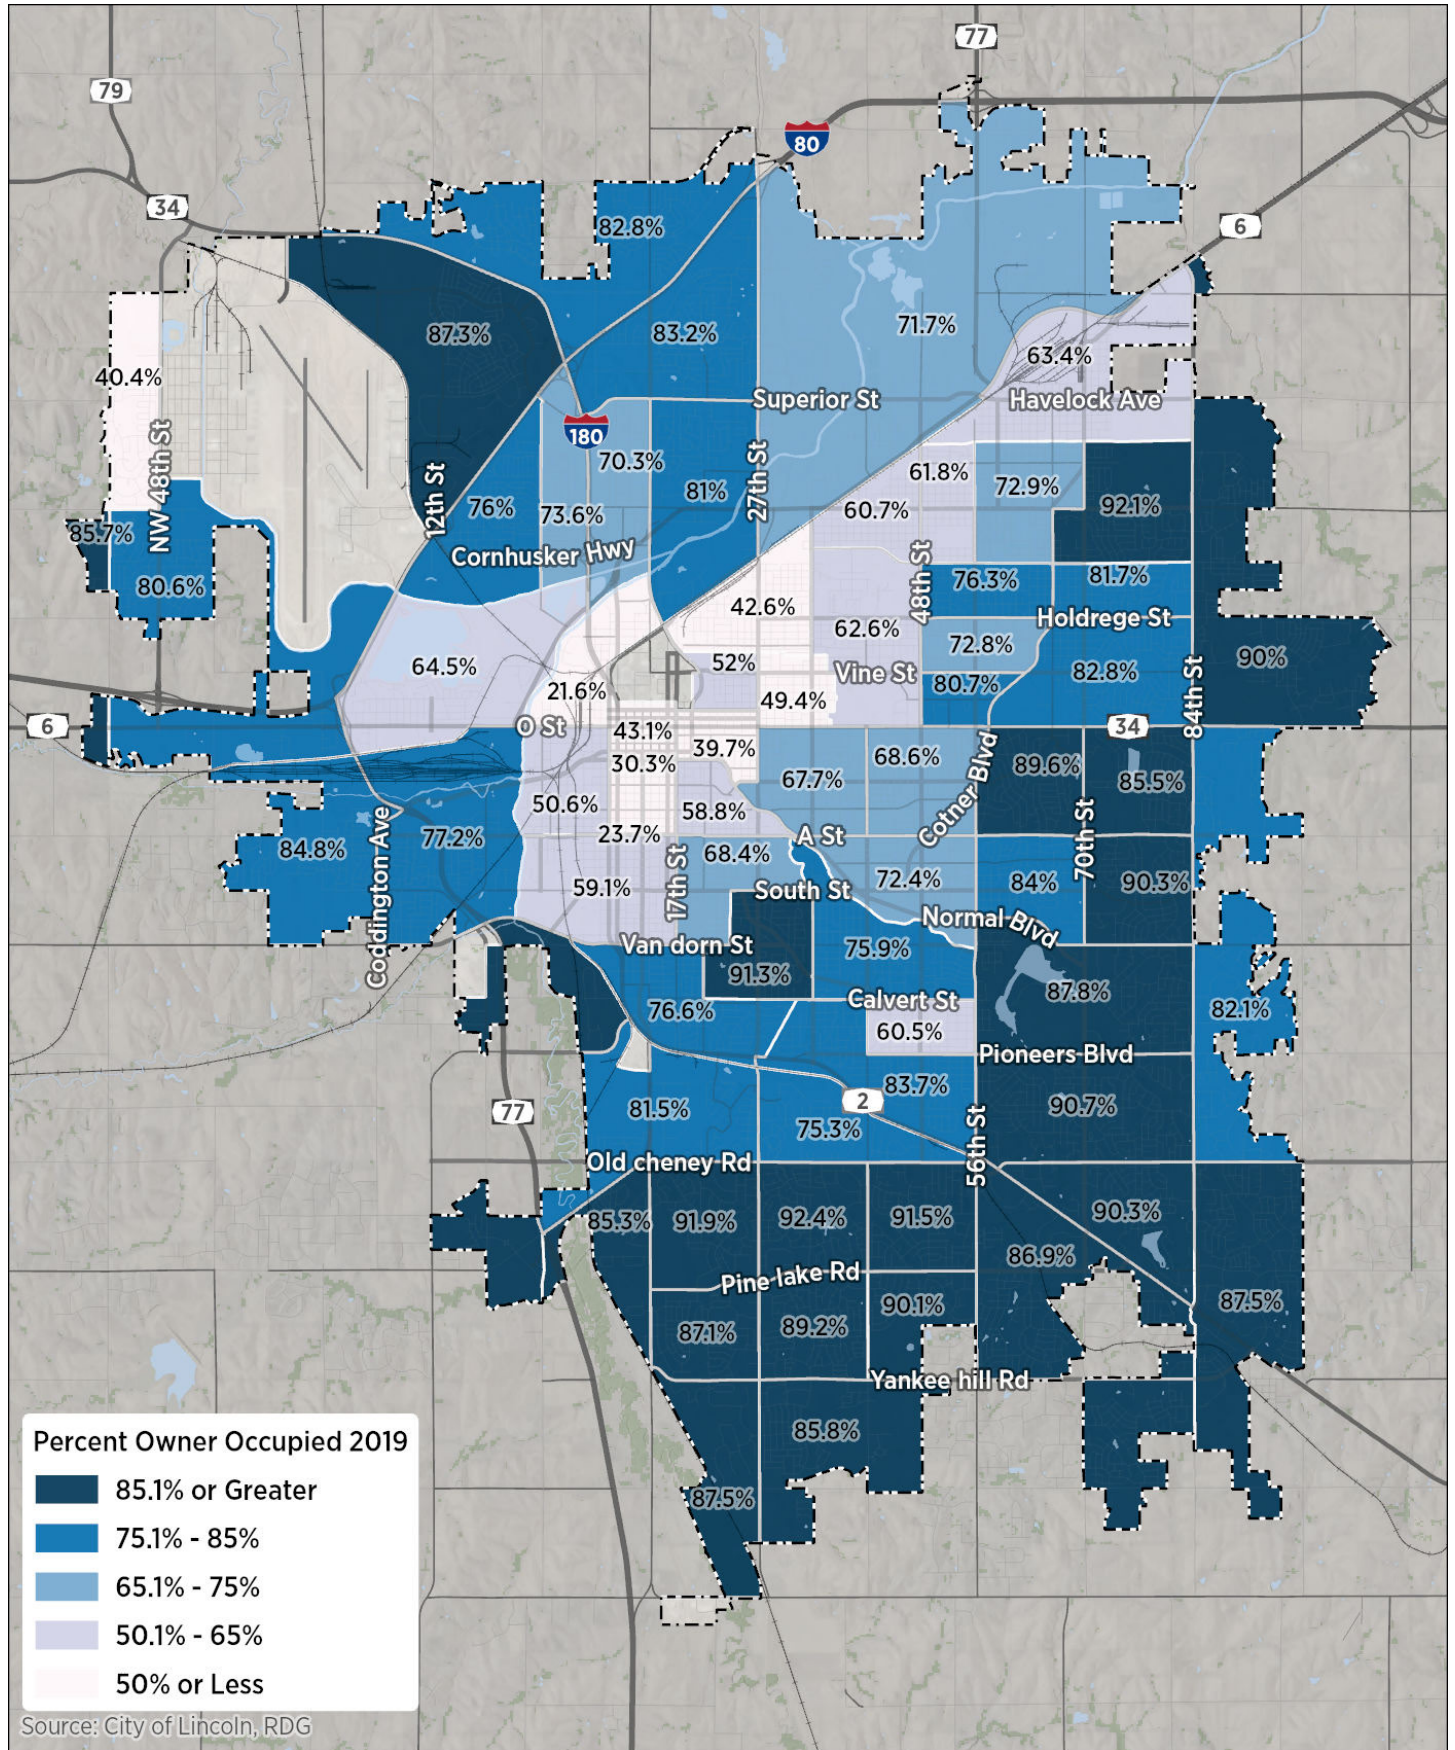 77
79
80
34
6
82.8%
87.3%
83.2%
71.7%
63.4%
40.4%
Superior St
Havelock Ave
180
NW 48th St
12th St
27th St
70.3%
61.8%
72.9%
76%
73.6%
81%
60.7%
92.1%
85.7%
Cornhusker Hwy
80.6%
48th St
76.3%
81.7%
42.6%
Holdrege St
62.6%
72.8%
64.5%
52%
Vine St
80.7%
82.8%
84th St
90%
21.6%
49.4%
6
O St
43.1%
34
39.7%
68.6%
Cotner Blvd
30.3%
67.7%
89.6%
85.5%
50.6%
58.8%
70th St
Coddington Ave
84.8%
77.2%
23.7%
A St
68.4%
17th St
59.1%
South St
72.4%
84%
90.3%
Normal Blvd
Van dorn St
75.9%
91.3%
87.8%
Calvert St
76.6%
82.1%
60.5%
Pioneers Blvd
77
81.5%
83.7%
2
75.3%
90.7%
56th St
Old cheney Rd
85.3%
91.9%
92.4%
91.5%
90.3%
86.9%
Pine lake Rd
87.1%
89.2%
90.1%
87.5%
Yankee hill Rd
85.8%
87.5%
Percent Owner Occupied 2019
85.1% or Greater
75.1% - 85%
65.1% - 75%
50.1% - 65%
50% or Less
Source: City of Lincoln, RDG